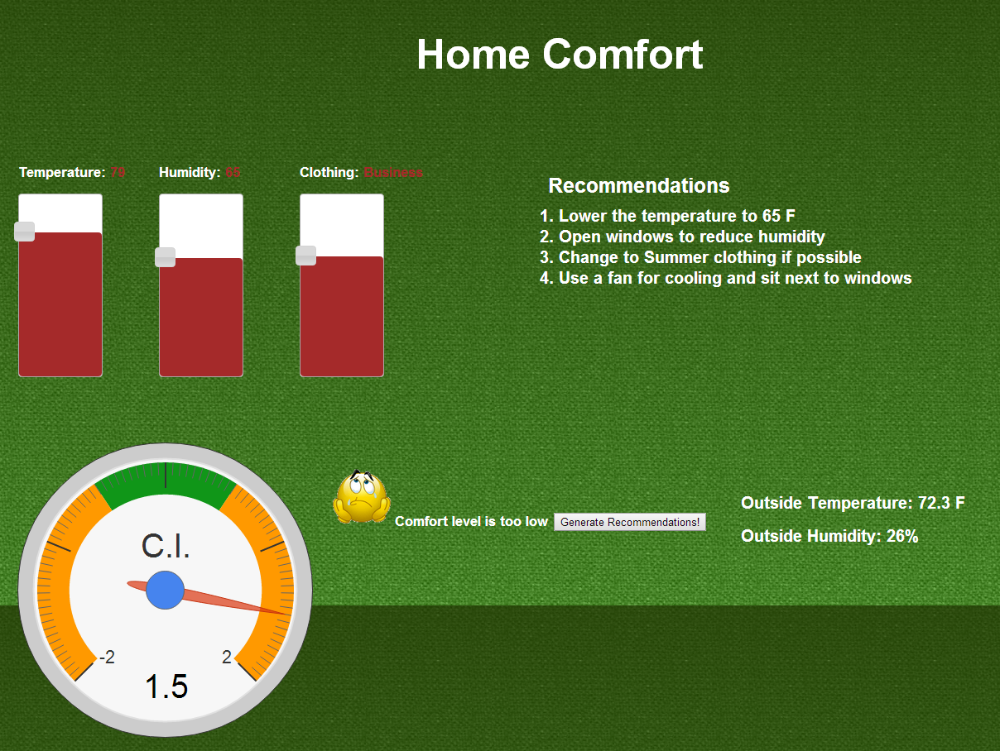 Home Comfort
Temperature: 79
Humidity: 65
Clothing: Business
Recommendations
1. Lower the temperature to 65 F
2. Open windows to reduce humidity
3. Change to Summer clothing if possible
4. Use a fan for cooling and sit next to windows
C.I.
-2
2
1.5
Comfort level is too low
Generate Recommendations!
Outside Temperature: 72.3 F
Outside Humidity: 26%